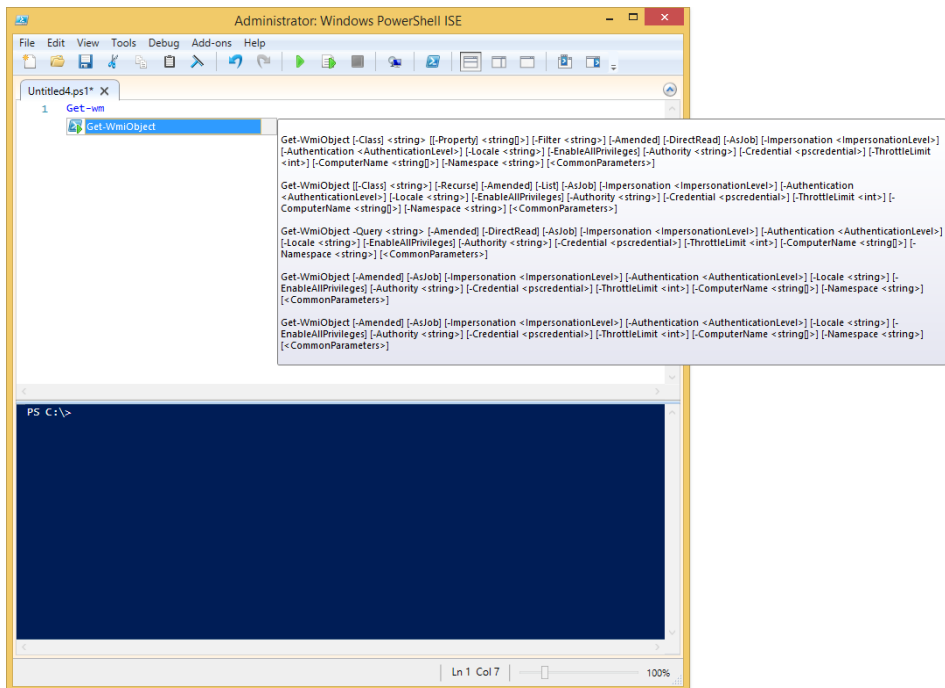 Administrator: Windows PowerShell ISE
File Edit View Tools Debug Add-ons Help
Untitled4.ps1* X
1 Get-wm
Get-WmiObject
Get-WmiObject [-Class] <string> [[-Property] <string[]>] [-Filter <string>] [-Amended] [-DirectRead] [-AsJob] [-Impersonation <ImpersonationLevel>]
[-Authentication <AuthenticationLevel>] [-Locale <string>] [-EnableAllPrivileges] [-Authority <string>] [-Credential <pscredential>] [-ThrottleLimit
<int>] [-ComputerName <string[]>] [-Namespace <string>] [<CommonParameters>]
Get-WmiObject [[-Class] <string>] [-Recurse] [-Amended] [-List] [-AsJob] [-Impersonation <ImpersonationLevel>] [-Authentication
<AuthenticationLevel>] [-Locale <string>] [-EnableAllPrivileges] [-Authority <string>] [-Credential <pscredential>] [-ThrottleLimit <int>] [-
ComputerName <string[]>] [-Namespace <string>] [<CommonParameters>]
Get-WmiObject -Query <string> [-Amended] [-DirectRead] [-AsJob] [-Impersonation <ImpersonationLevel>] [-Authentication <AuthenticationLevel>]
[-Locale <string>] [-EnableAllPrivileges] [-Authority <string>] [-Credential <pscredential>] [-ThrottleLimit <int>] [-ComputerName <string[]>] [-
Namespace <string>] [<CommonParameters>]
Get-WmiObject [-Amended] [-AsJob] [-Impersonation <ImpersonationLevel>] [-Authentication <AuthenticationLevel>] [-Locale <string>] [-
EnableAllPrivileges] [-Authority <string>] [-Credential <pscredential>] [-ThrottleLimit <int>] [-ComputerName <string[]>] [-Namespace <string>]
[<CommonParameters>]
Get-WmiObject [-Amended] [-AsJob] [-Impersonation <ImpersonationLevel>] [-Authentication <AuthenticationLevel>] [-Locale <string>] [-
EnableAllPrivileges] [-Authority <string>] [-Credential <pscredential>] [-ThrottleLimit <int>] [-ComputerName <string[]>] [-Namespace <string>]
[<CommonParameters>]
PS C:\>
Ln 1 Col 7 100%